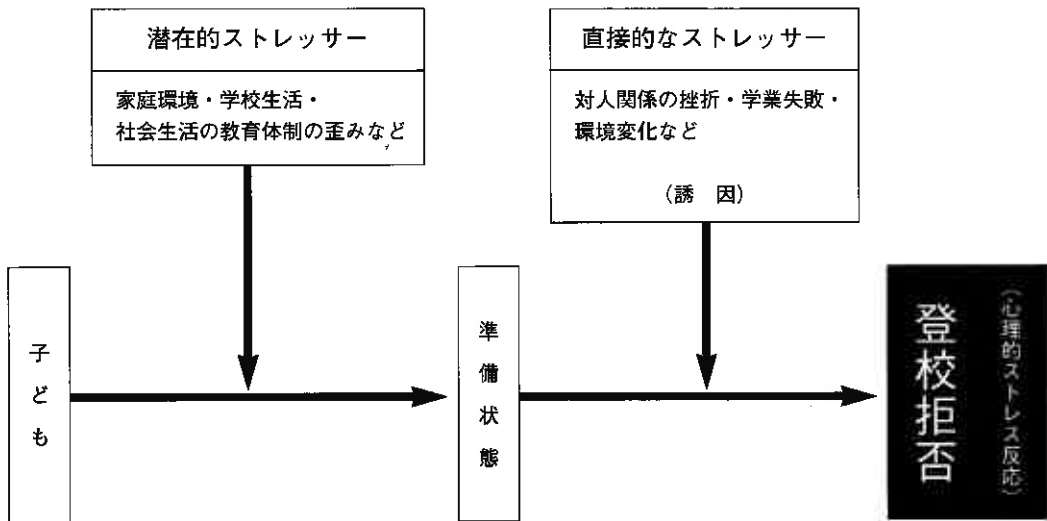 潜在的ストレッサー
家庭環境・学校生活・
社会生活の教育体制の歪みなど
直接的なストレッサー
対人関係の挫折・学業失敗・
環境変化など
(誘 因)
子ども
準備状態
(心理的ストレス反応)
登校拒否